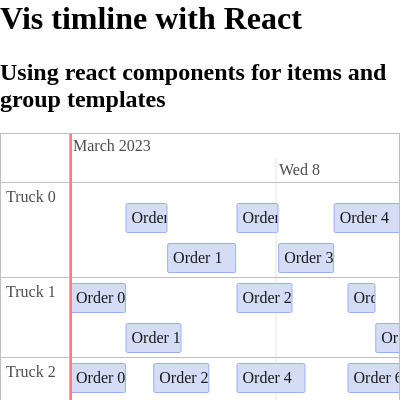 Vis timline with React
Using react components for items and
group templates
March 2023
Wed 8
Truck 0
Order 4
Order 1
Order 3
Truck 1
Order 0
Order 2
Order 1
Truck 2
Order 0
Order 2
Order 4